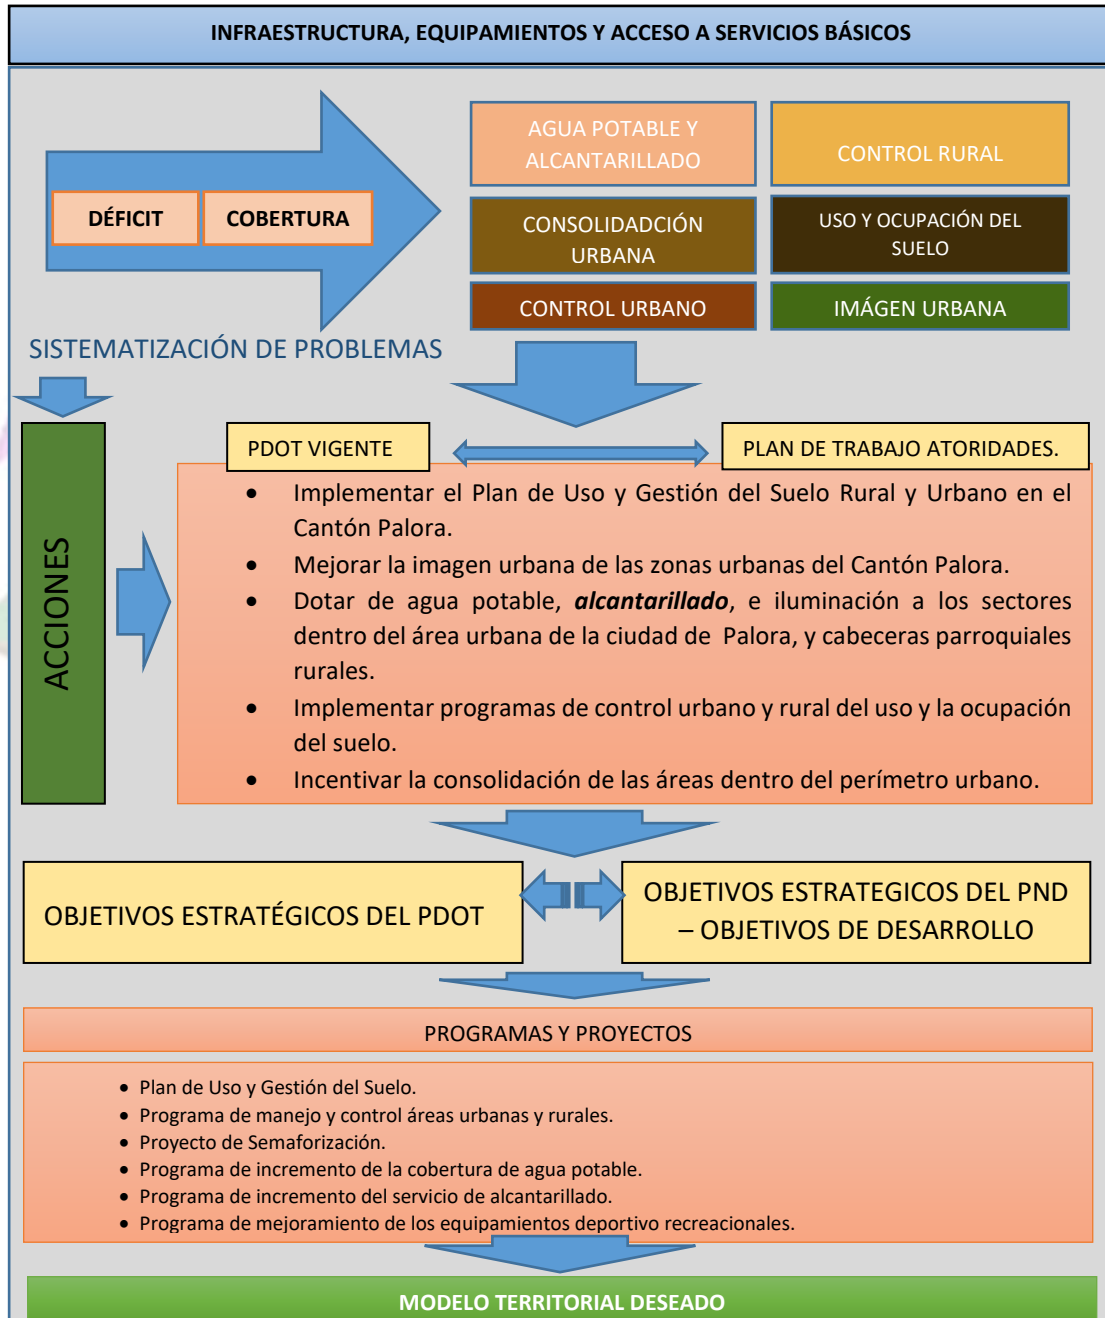 INFRAESTRUCTURA, EQUIPAMIENTOS Y ACCESO A SERVICIOS BÁSICOS
DÉFICIT
COBERTURA
AGUA POTABLE Y
ALCANTARILLADO
CONTROL RURAL
CONSOLIDADCIÓN
URBANA
USO Y OCUPACIÓN DEL
SUELO
CONTROL URBANO
IMÁGEN URBANA
SISTEMATIZACIÓN DE PROBLEMAS
ACCIONES
PDOT VIGENTE
PLAN DE TRABAJO ATORIDADES.
• Implementar el Plan de Uso y Gestión del Suelo Rural y Urbano en el
Cantón Palora.
• Mejorar la imagen urbana de las zonas urbanas del Cantón Palora.
• Dotar de agua potable, alcantarillado, e iluminación a los sectores
dentro del área urbana de la ciudad de Palora, y cabeceras parroquiales
rurales.
• Implementar programas de control urbano y rural del uso y la ocupación
del suelo.
• Incentivar la consolidación de las áreas dentro del perímetro urbano.
OBJETIVOS ESTRATÉGICOS DEL PDOT
OBJETIVOS ESTRATEGICOS DEL PND
– OBJETIVOS DE DESARROLLO
PROGRAMAS Y PROYECTOS
• Plan de Uso y Gestión del Suelo.
• Programa de manejo y control áreas urbanas y rurales.
• Proyecto de Semaforización.
• Programa de incremento de la cobertura de agua potable.
• Programa de incremento del servicio de alcantarillado.
• Programa de mejoramiento de los equipamientos deportivo recreacionales.
MODELO TERRITORIAL DESEADO